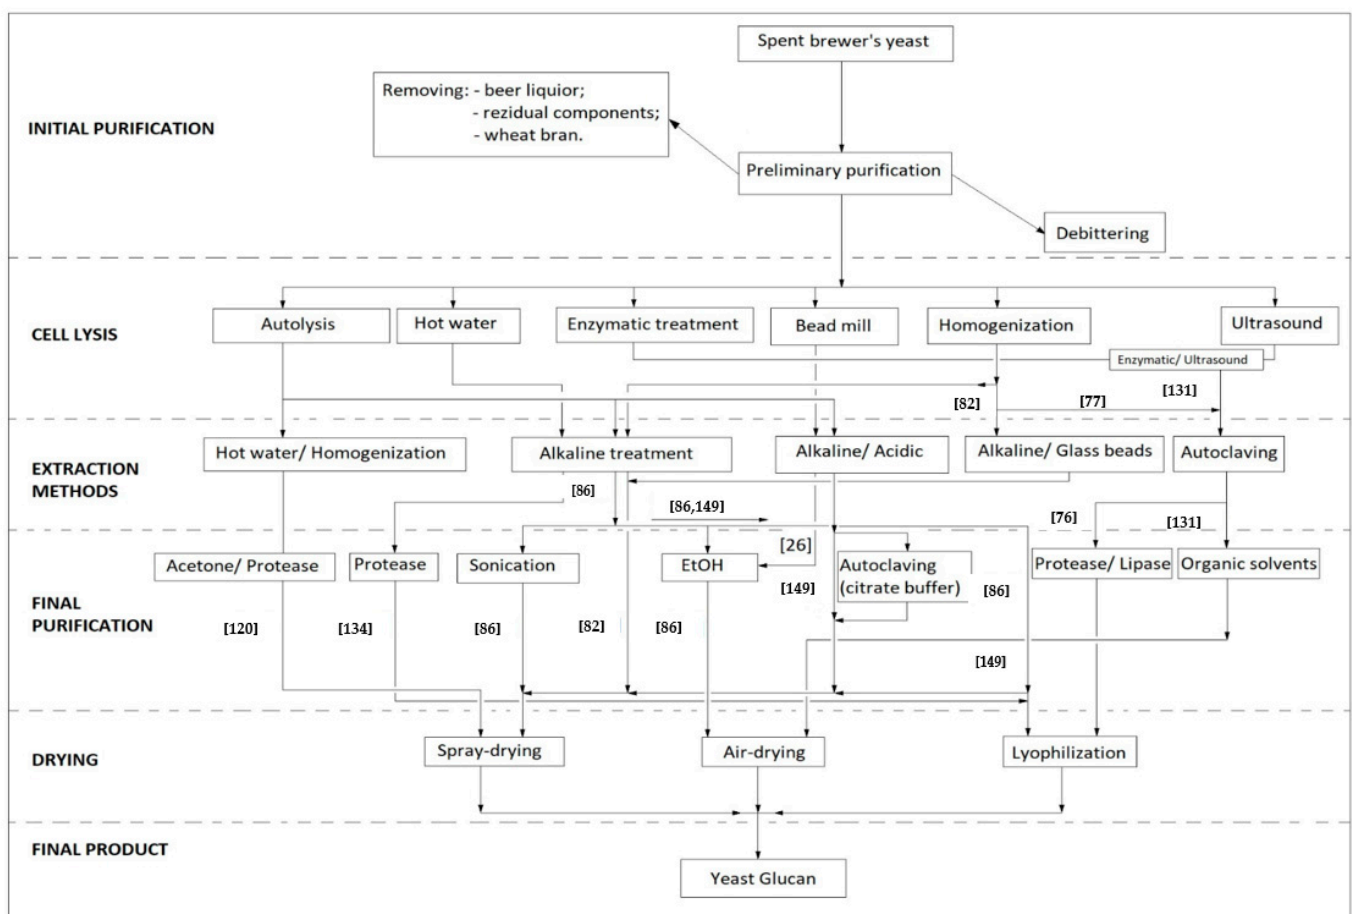 Spent brewer's yeast
Removing: - beer liquior;
- rezidual components;
- wheat bran.
INITIAL PURIFICATION
Preliminary purification
Debittering
CELL LYSIS
Autolysis
Hot water
Enzymatic treatment
Bead mill
Homogenization
Ultrasound
Enzymatic/ Ultrasound
[82]
[77]
[131]
EXTRACTION
METHODS
Hot water/ Homogenization
Alkaline treatment
Alkaline/ Acidic
Alkaline/ Glass beads
Autoclaving
[86]
[86,149]
[76]
[131]
FINAL
PURIFICATION
Acetone/ Protease
Protease
Sonication
EtOH
[26]
Autoclaving
(citrate buffer)
Protease/ Lipase
Organic solvents
[149]
[86]
[120]
[134]
[86]
[82]
[86]
[149]
DRYING
Spray-drying
Air-drying
Lyophilization
FINAL PRODUCT
Yeast Glucan